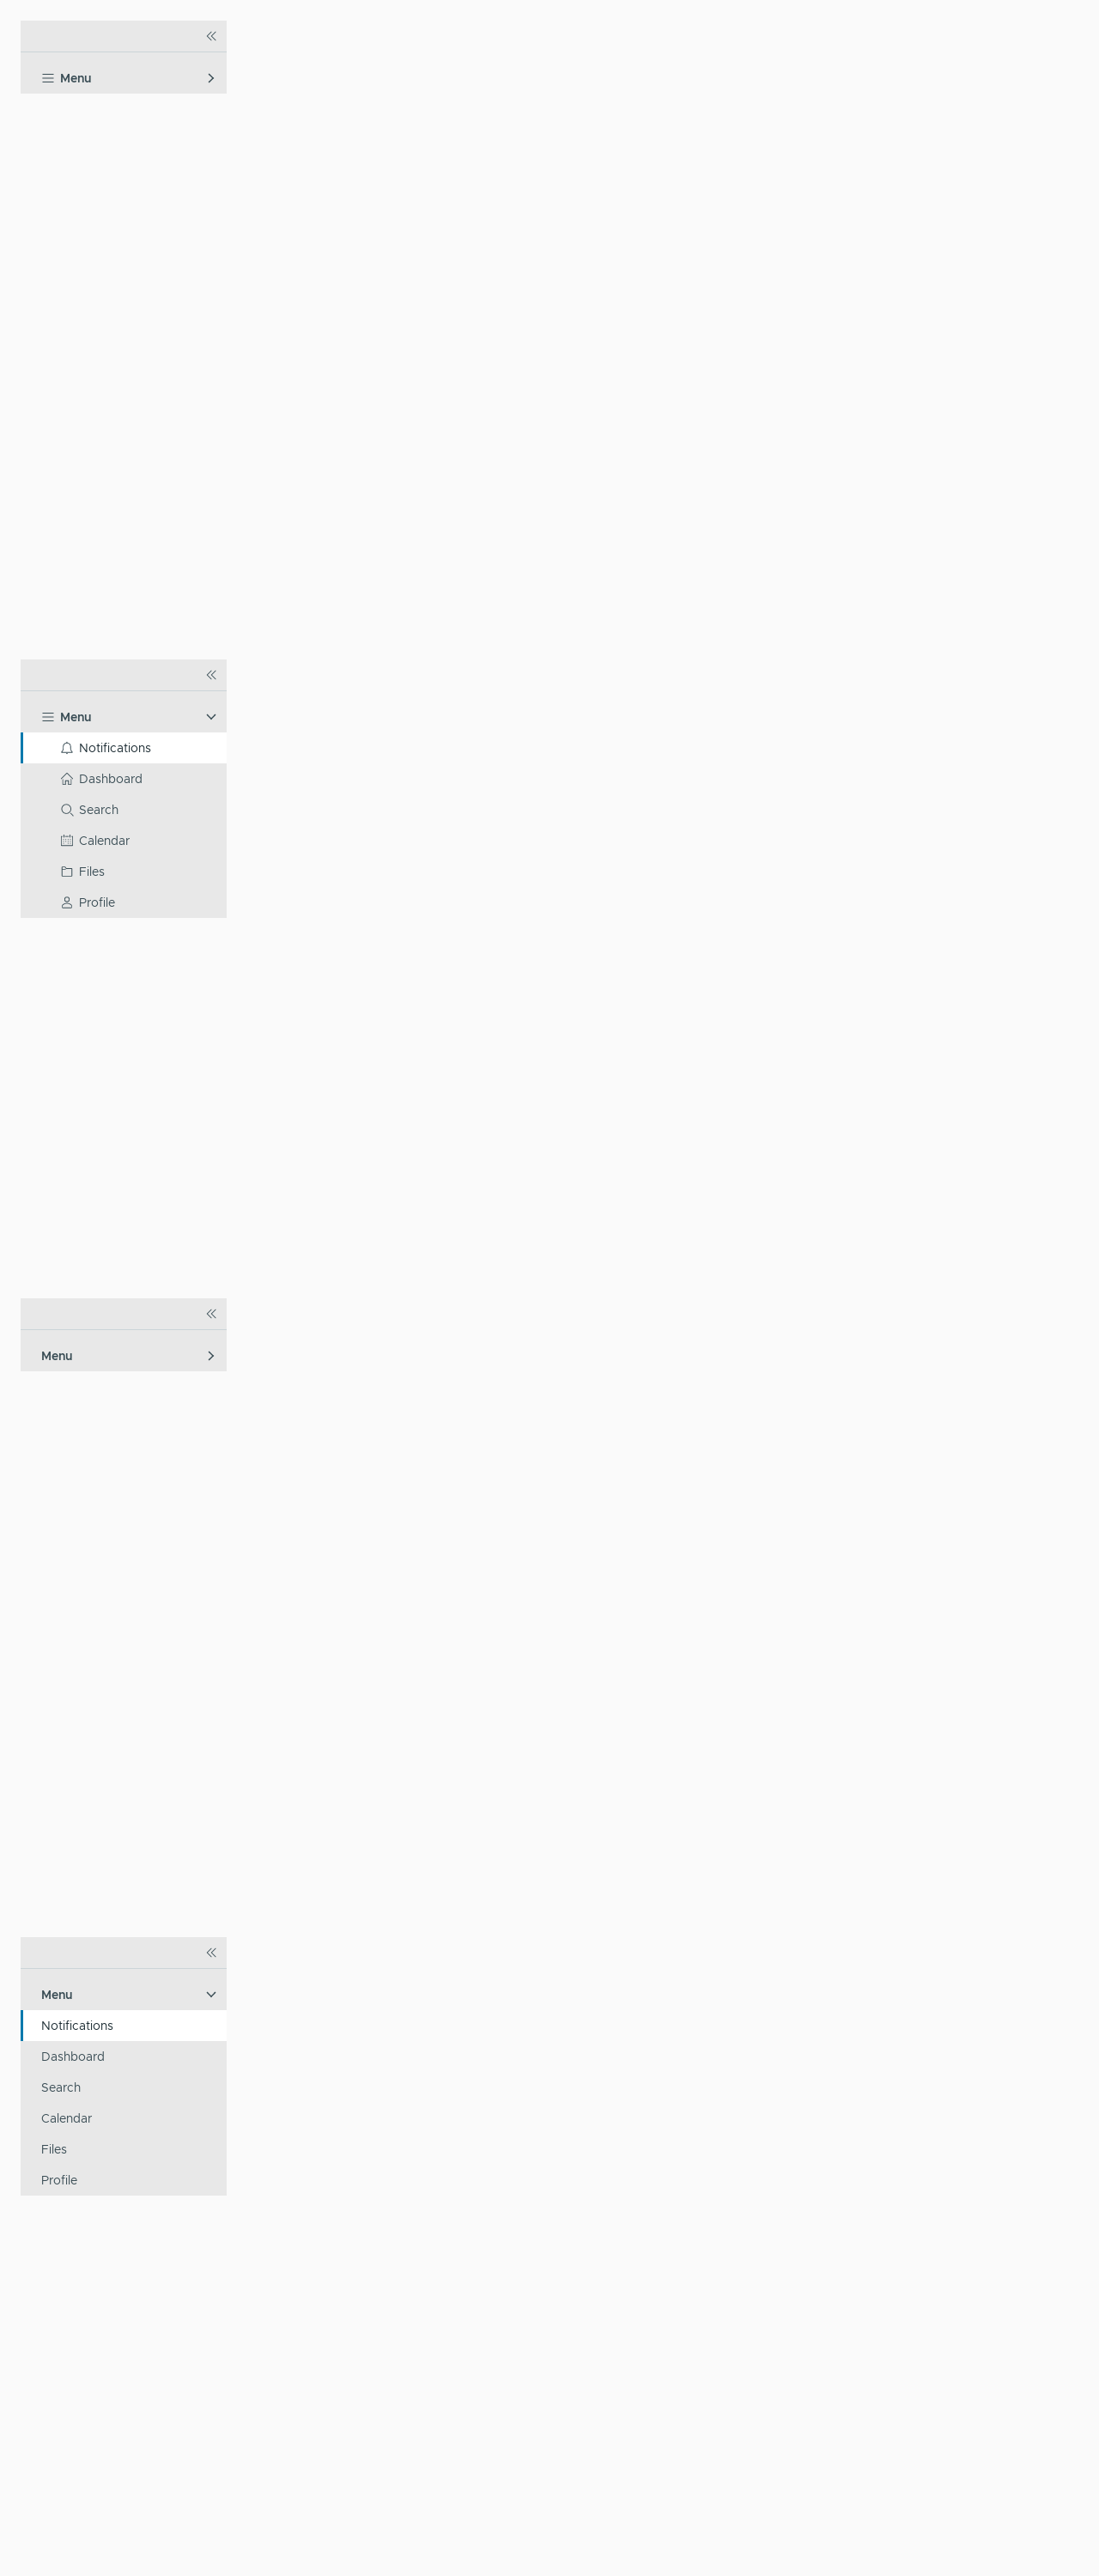 Menu
Menu
Notifications
Dashboard
Search
Calendar
Files
Profile
Menu
Menu
Notifications
Dashboard
Search
Calendar
Files
Profile